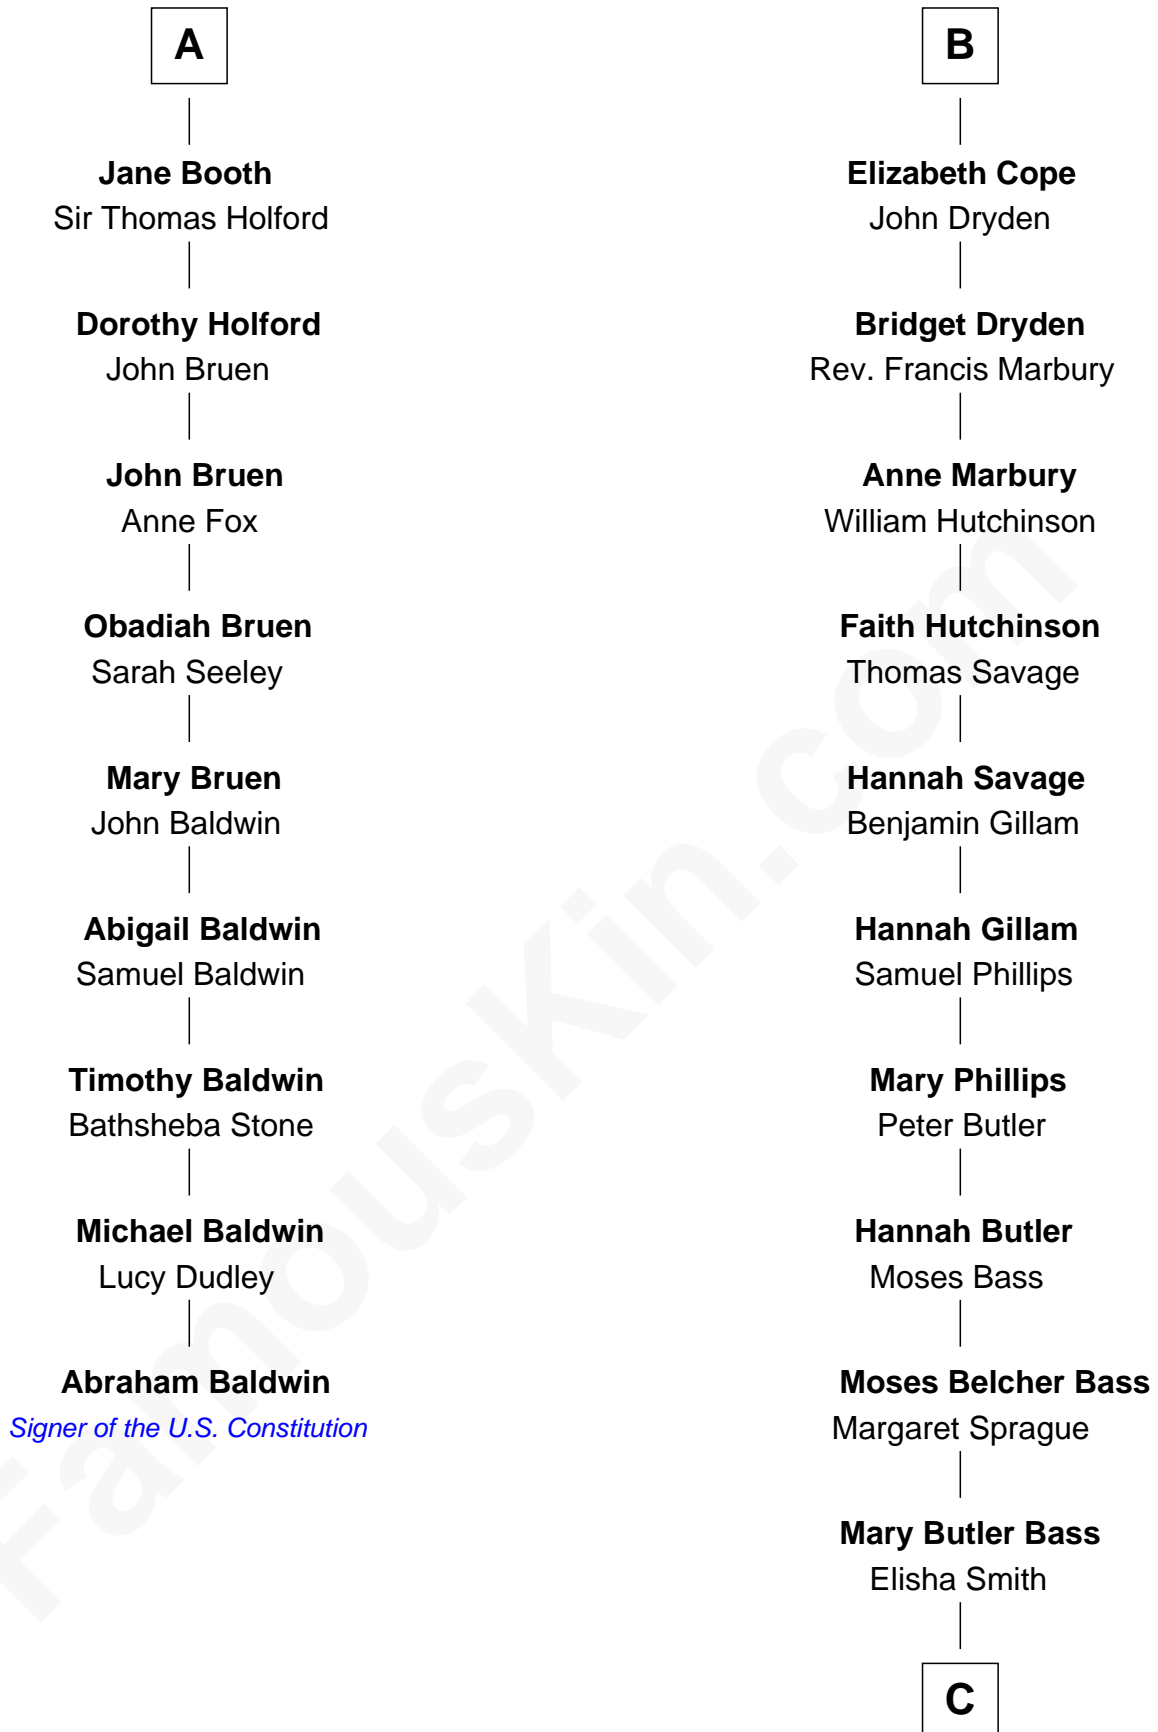 A
Jane Booth
Sir Thomas Holford
Dorothy Holford
John Bruen
John Bruen
Anne Fox
Obadiah Bruen
Sarah Seeley
Mary Bruen
John Baldwin
Abigail Baldwin
Samuel Baldwin
Timothy Baldwin
Bathsheba Stone
Michael Baldwin
Lucy Dudley
Abraham Baldwin
Signer of the U.S. Constitution
B
Elizabeth Cope
John Dryden
Bridget Dryden
Rev. Francis Marbury
Anne Marbury
William Hutchinson
Faith Hutchinson
Thomas Savage
Hannah Savage
Benjamin Gillam
Hannah Gillam
Samuel Phillips
Mary Phillips
Peter Butler
Hannah Butler
Moses Bass
Moses Belcher Bass
Margaret Sprague
Mary Butler Bass
Elisha Smith
C
FamousKin.com